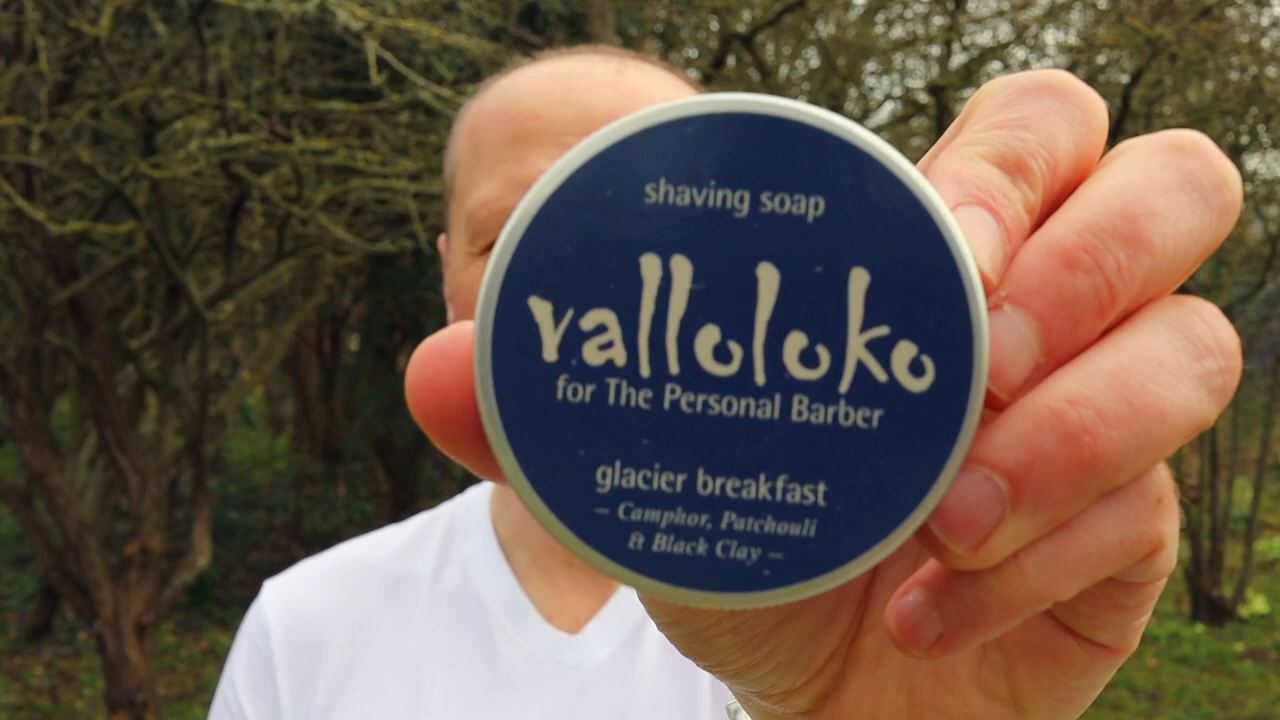 shaving soap
valloloko
for The Personal Barber
glacier breakfast
– Camphor, Patchouli
& Black Clay –